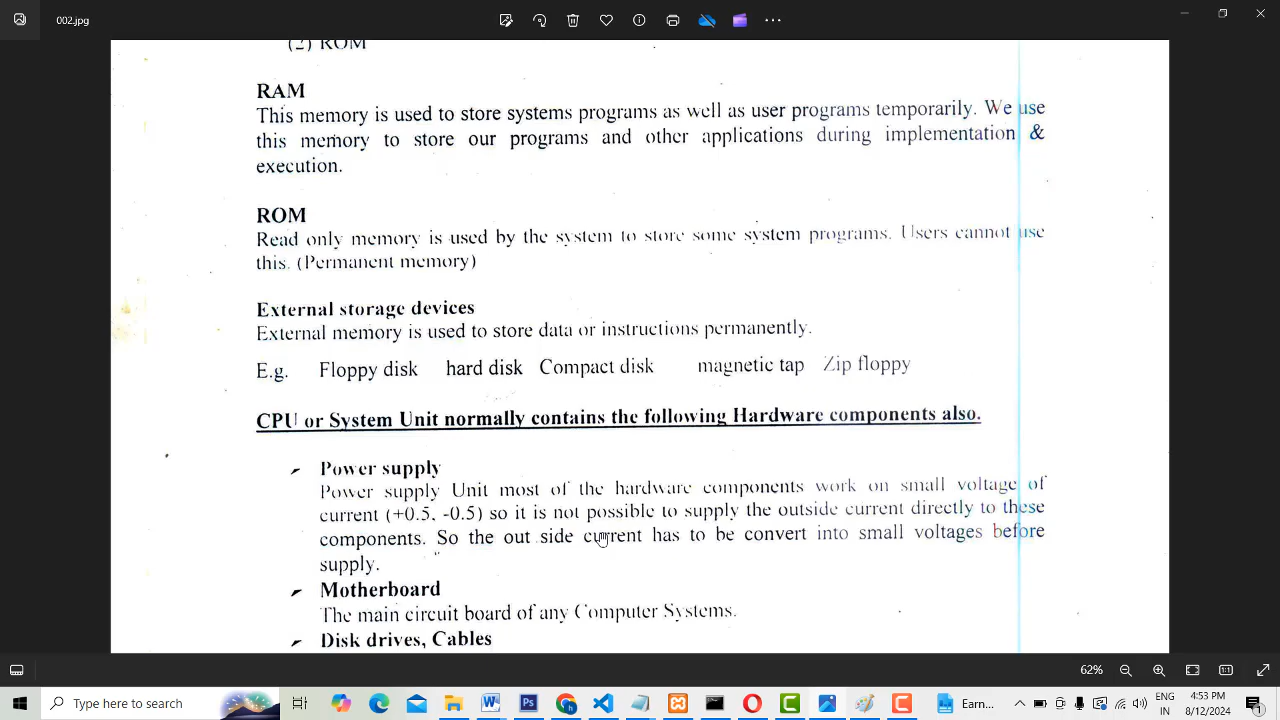 002.jpg
(2) ROM
RAM
This memory is used to store systems programs as well as user programs temporarily. We use
this memory to store our programs and other applications during implementation &
execution.
ROM
Read only memory is used by the system to store some system programs. Users cannot use
this. (Permanent memory)
External storage devices
External memory is used to store data or instructions permanently.
E.g. Floppy disk hard disk Compact disk magnetic tap Zip floppy
CPU or System Unit normally contains the following Hardware components also.
Power supply
Power supply Unit most of the hardware components work on small voltage of
current (+0.5, -0.5) so it is not possible to supply the outside current directly to these
components. So the out side current has to be convert into small voltages before
supply.
Motherboard
The main circuit board of any Computer Systems.
Disk drives, Cables
62%
Type here to search
Earn...
ENG
IN
4:53 PM
8/12/2024
1